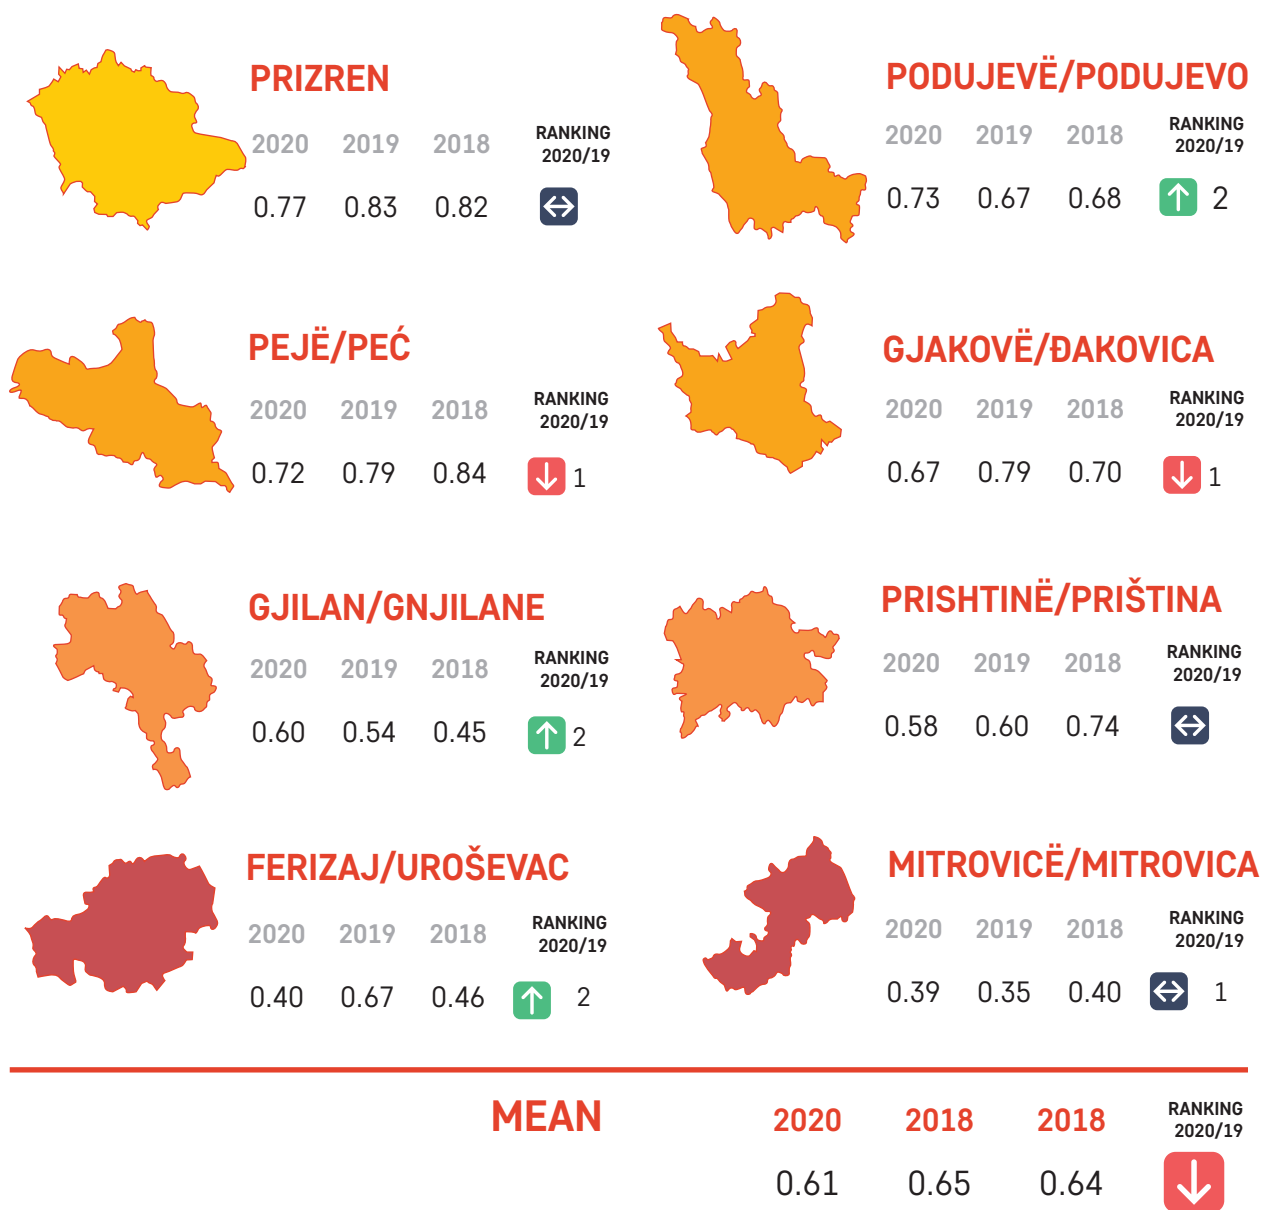 PRIZREN
2020 2019 2018 RANKING
2020/19
0.77 0.83 0.82
PODUJEVË/PODUJEVO
2020 2019 2018 RANKING
2020/19
0.73 0.67 0.68 2
PEJË/PEĆ
2020 2019 2018 RANKING
2020/19
0.72 0.79 0.84 1
GJAKOVË/ĐAKOVICA
2020 2019 2018 RANKING
2020/19
0.67 0.79 0.70 1
GJILAN/GNJILANE
2020 2019 2018 RANKING
2020/19
0.60 0.54 0.45 2
PRISHTINË/PRIŠTINA
2020 2019 2018 RANKING
2020/19
0.58 0.60 0.74
FERIZAJ/UROŠEVAC
2020 2019 2018 RANKING
2020/19
0.40 0.67 0.46 2
MITROVICË/MITROVICA
2020 2019 2018 RANKING
2020/19
0.39 0.35 0.40 1
MEAN 2020 2018 2018 RANKING
2020/19
0.61 0.65 0.64